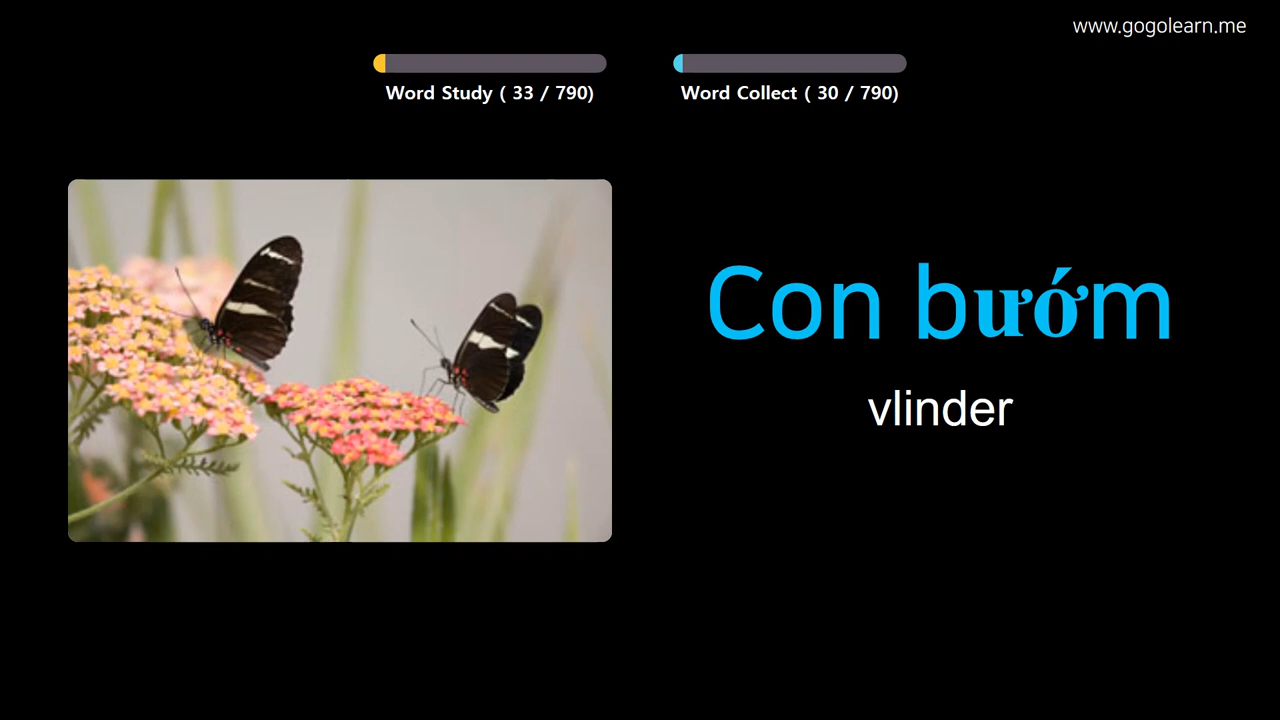 www.gogolearn.me
Word Study ( 33 / 790)
Word Collect ( 30 / 790)
Con bướm
vlinder